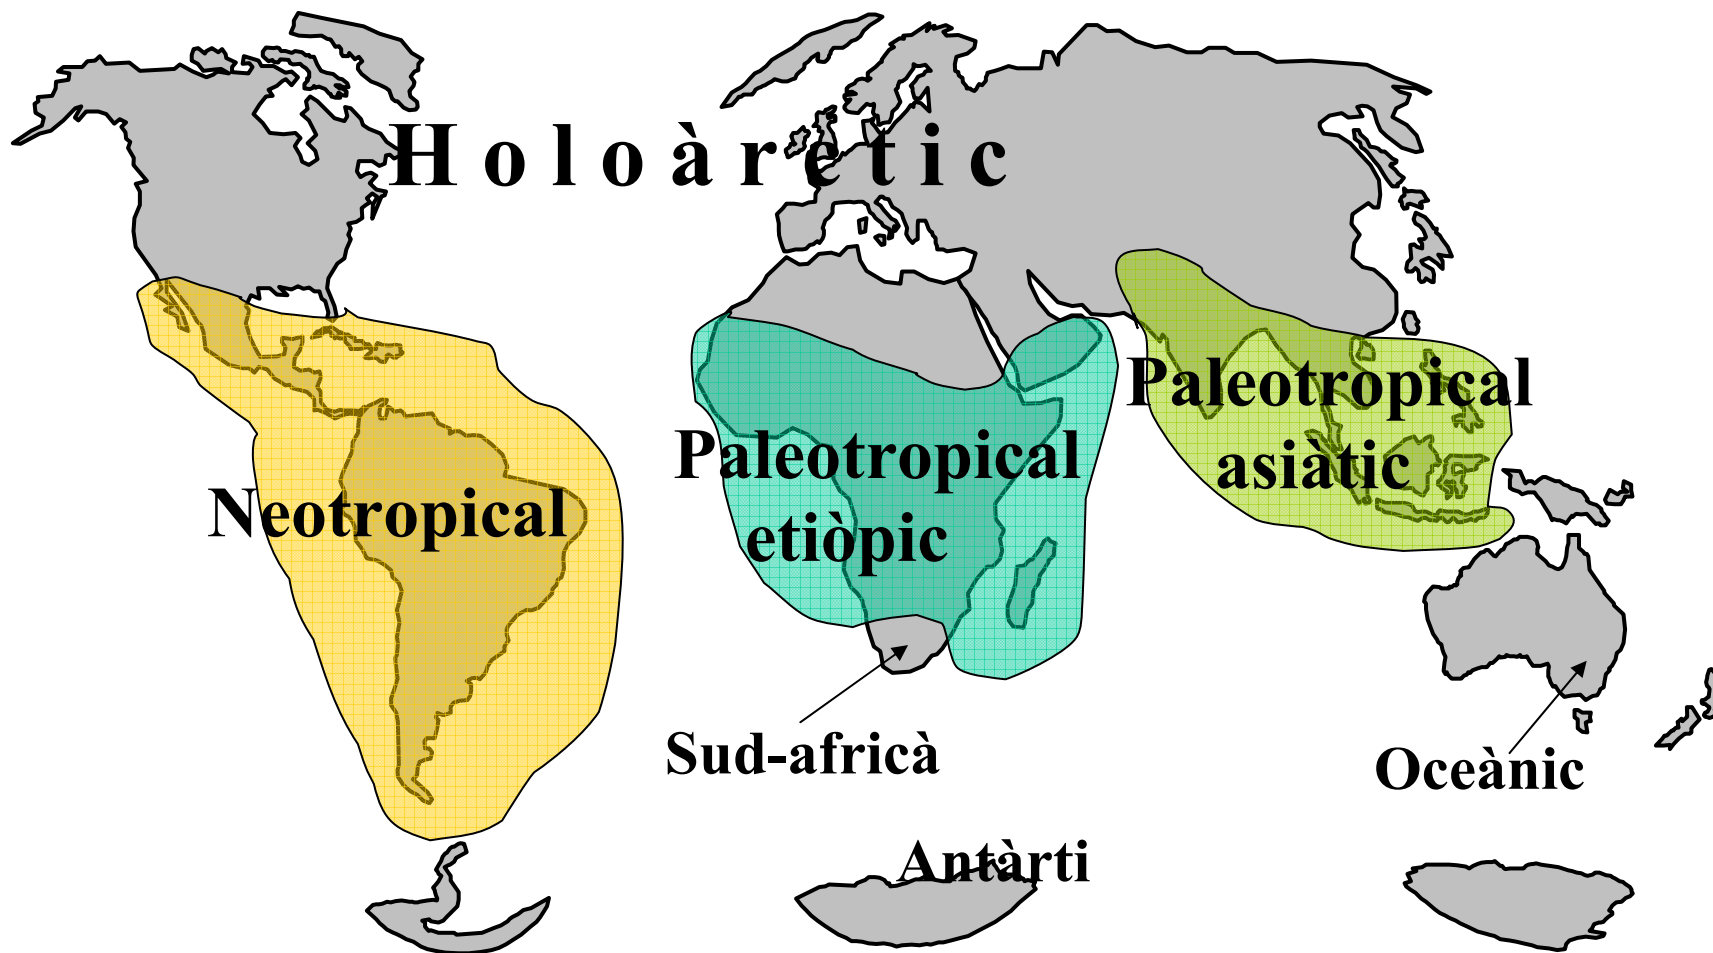 H o l o à r c t i c
Paleotropical
asiàtic
Paleotropical
etiòpic
Neotropical
Sud-africà
Oceànic
Antàrti